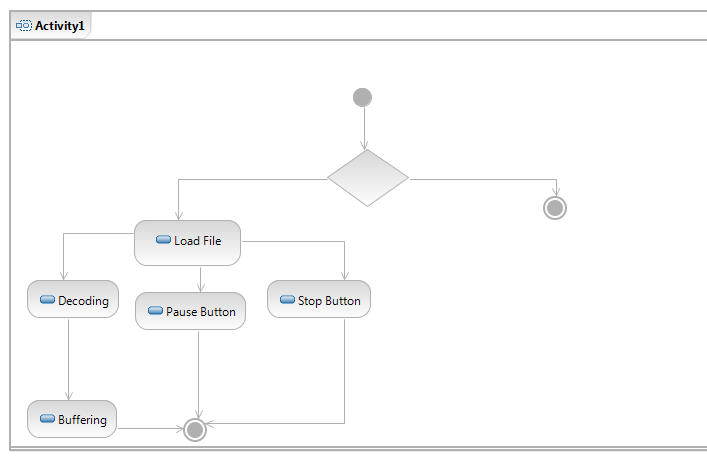 Activity1
Load File
Decoding
Pause Button
Stop Button
Buffering